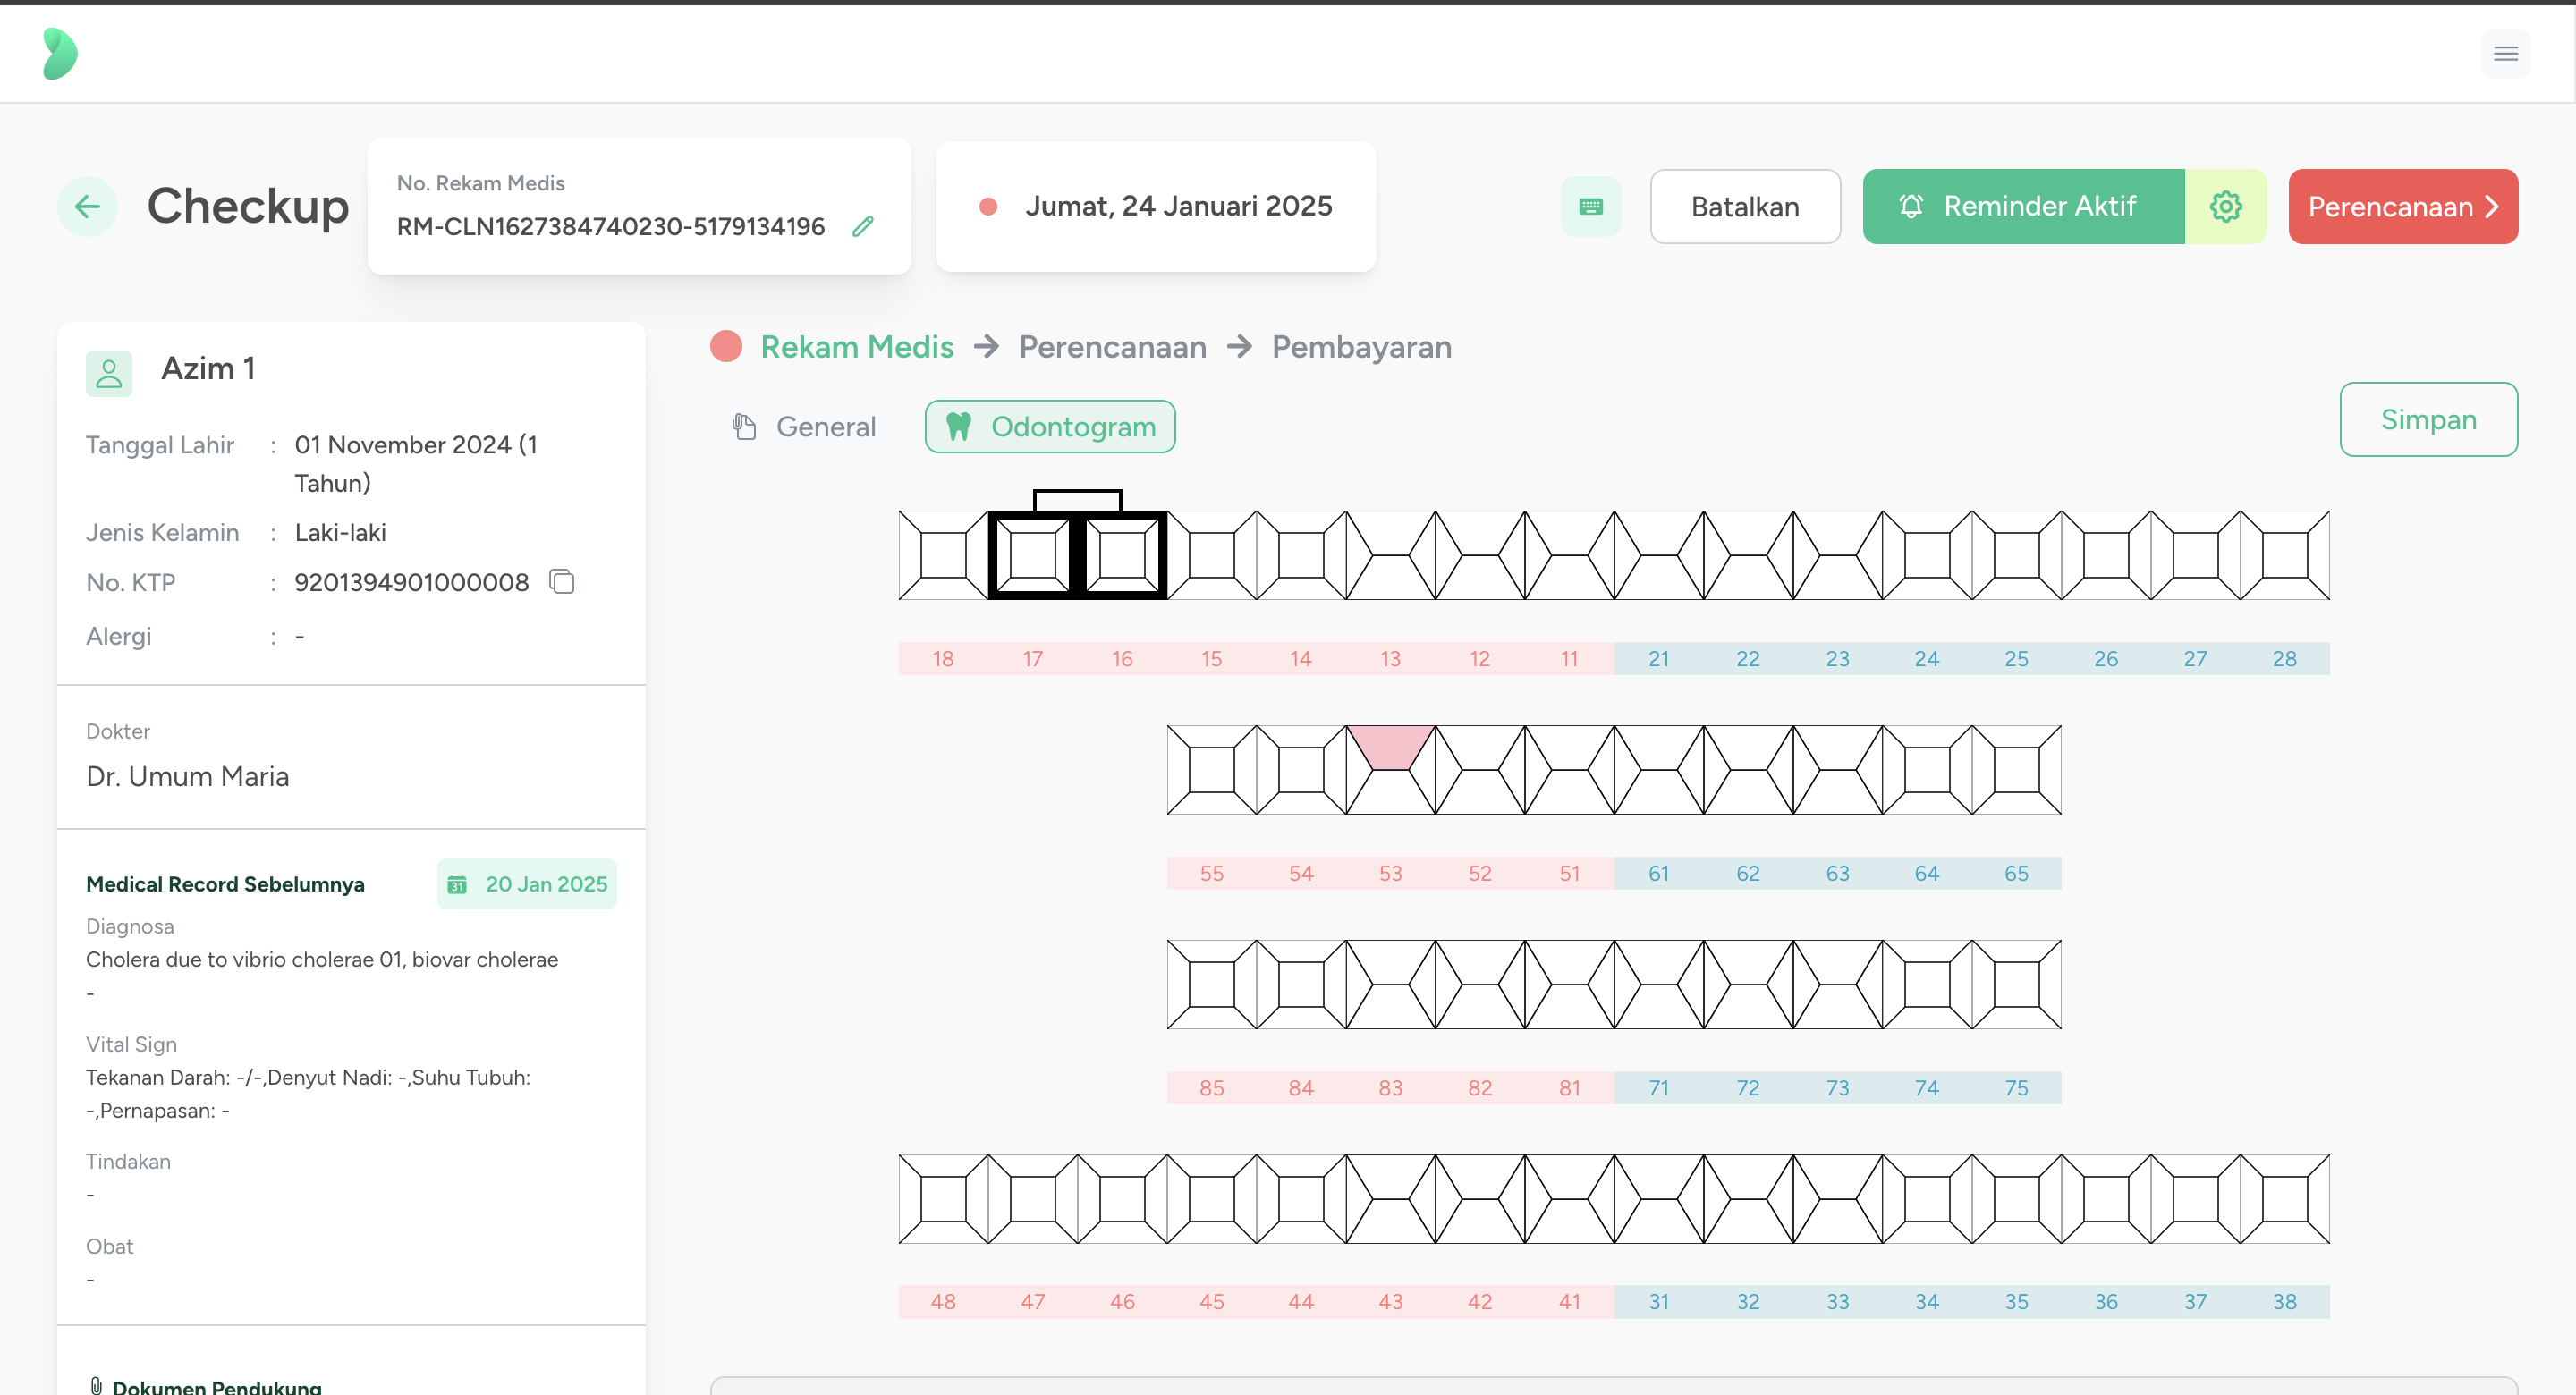 Checkup
No. Rekam Medis
RM-CLN1627384740230-5179134196
Jumat, 24 Januari 2025
Batalkan
Reminder Aktif
Perencanaan
Azim 1
Tanggal Lahir : 01 November 2024 (1
Tahun)
Jenis Kelamin : Laki-laki
No. KTP : 9201394901000008
Alergi : -
Dokter
Dr. Umum Maria
Medical Record Sebelumnya
31 20 Jan 2025
Diagnosa
Cholera due to vibrio cholerae 01, biovar cholerae
-
Vital Sign
Tekanan Darah: -/-,Denyut Nadi: -,Suhu Tubuh:
-,Pernapasan: -
Tindakan
-
Obat
-
Dokumen Pendukung
Rekam Medis → Perencanaan → Pembayaran
General
Odontogram
Simpan
18 17 16 15 14 13 12 11 21 22 23 24 25 26 27 28
55 54 53 52 51 61 62 63 64 65
85 84 83 82 81 71 72 73 74 75
48 47 46 45 44 43 42 41 31 32 33 34 35 36 37 38